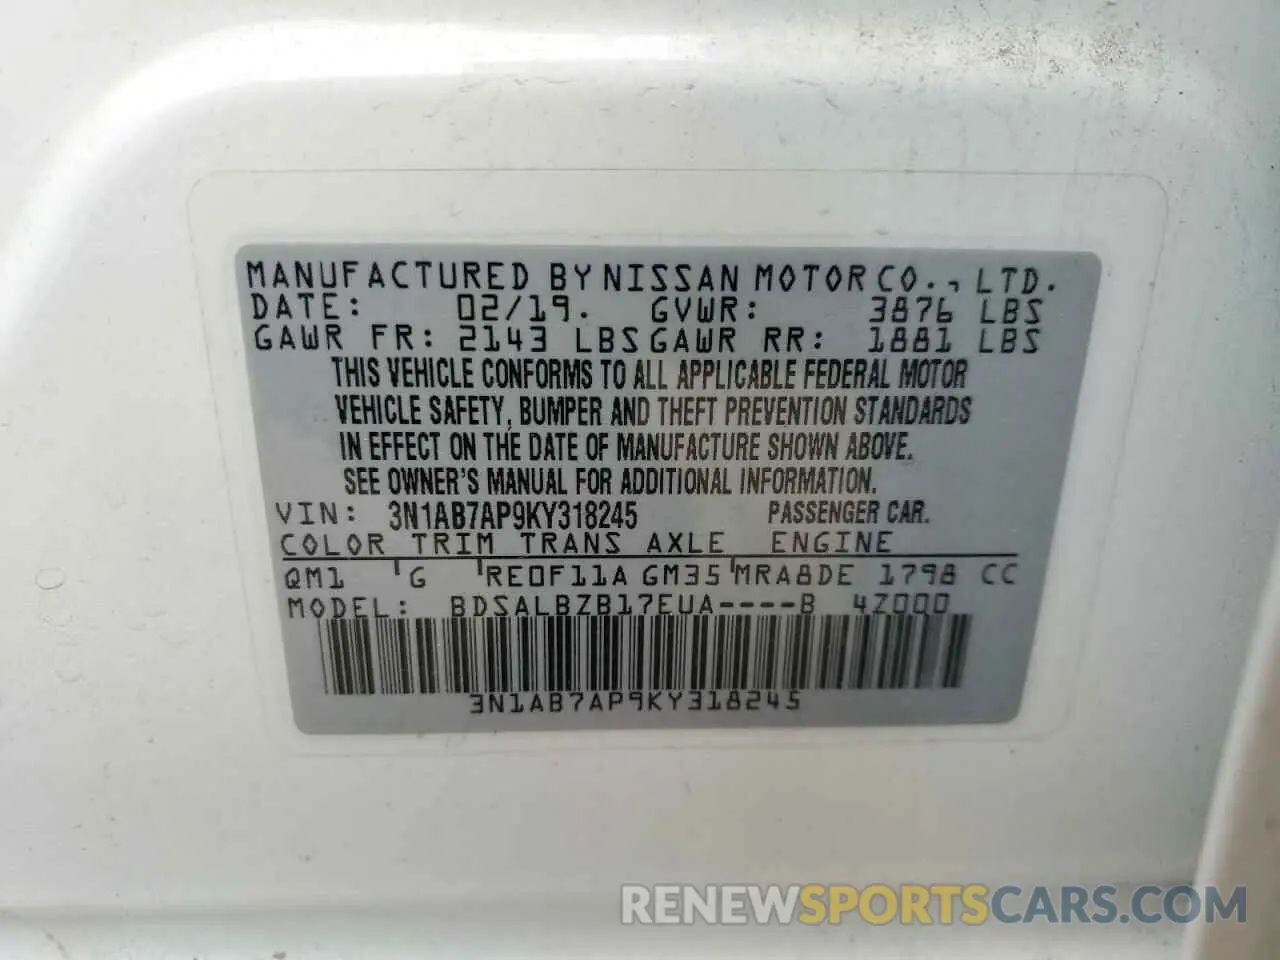 MANUFACTURED BY NISSAN MOTOR CO., LTD.
DATE: 02/19. GVWR: 3876 LBS
GAWR FR: 2143 LBS GAWR RR: 1881 LBS
THIS VEHICLE CONFORMS TO ALL APPLICABLE FEDERAL MOTOR
VEHICLE SAFETY, BUMPER AND THEFT PREVENTION STANDARDS
IN EFFECT ON THE DATE OF MANUFACTURE SHOWN ABOVE.
SEE OWNER'S MANUAL FOR ADDITIONAL INFORMATION.
VIN: 3N1AB7AP9KY318245 PASSENGER CAR.
COLOR TRIM TRANS AXLE ENGINE
QM1 G RE0F11A GM35 MRA8DE 1798 CC
MODEL: BDSALBZB17EUA----B 4Z000
3N1AB7AP9KY318245
RENEWSPORTSCARS.COM